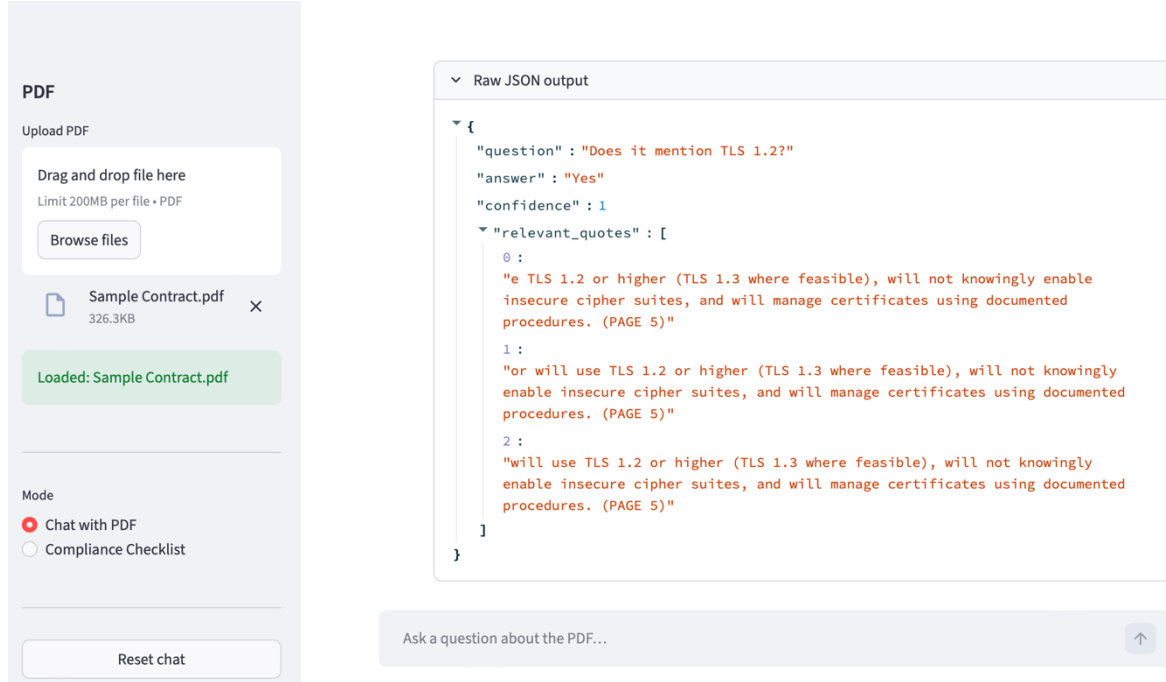 PDF
Upload PDF
Drag and drop file here
Limit 200MB per file • PDF
Browse files
Sample Contract.pdf
326.3KB
Loaded: Sample Contract.pdf
Mode
Chat with PDF
Compliance Checklist
Reset chat
Raw JSON output
{
"question" : "Does it mention TLS 1.2?"
"answer" : "Yes"
"confidence" : 1
"relevant_quotes" : [
0 :
"e TLS 1.2 or higher (TLS 1.3 where feasible), will not knowingly enable
insecure cipher suites, and will manage certificates using documented
procedures. (PAGE 5)"
1 :
"or will use TLS 1.2 or higher (TLS 1.3 where feasible), will not knowingly
enable insecure cipher suites, and will manage certificates using documented
procedures. (PAGE 5)"
2 :
"will use TLS 1.2 or higher (TLS 1.3 where feasible), will not knowingly
enable insecure cipher suites, and will manage certificates using documented
procedures. (PAGE 5)"
]
}
Ask a question about the PDF...